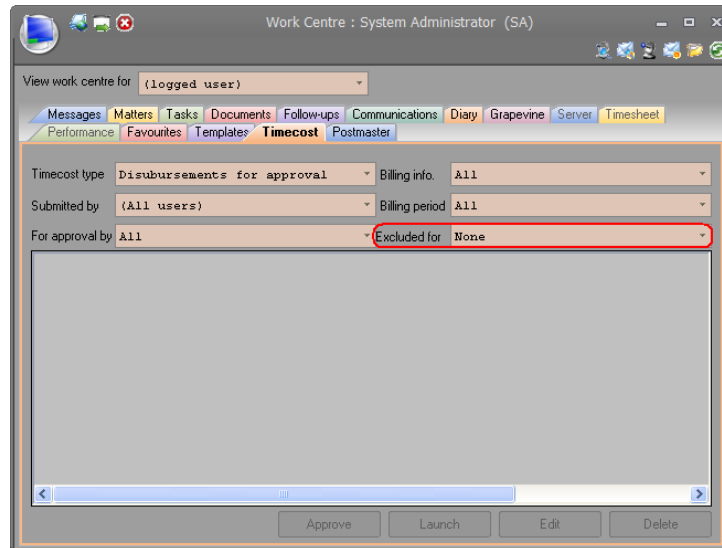 Work Centre : System Administrator (SA)
View work centre for (logged user)
Messages Matters Tasks Documents Follow-ups Communications Diary Grapevine Server Timesheet
Performance Favourites Templates Timecost Postmaster
Timecost type Disubursements for approval Billing info. All
Submitted by (All users) Billing period All
For approval by All Excluded for None
Approve Launch Edit Delete